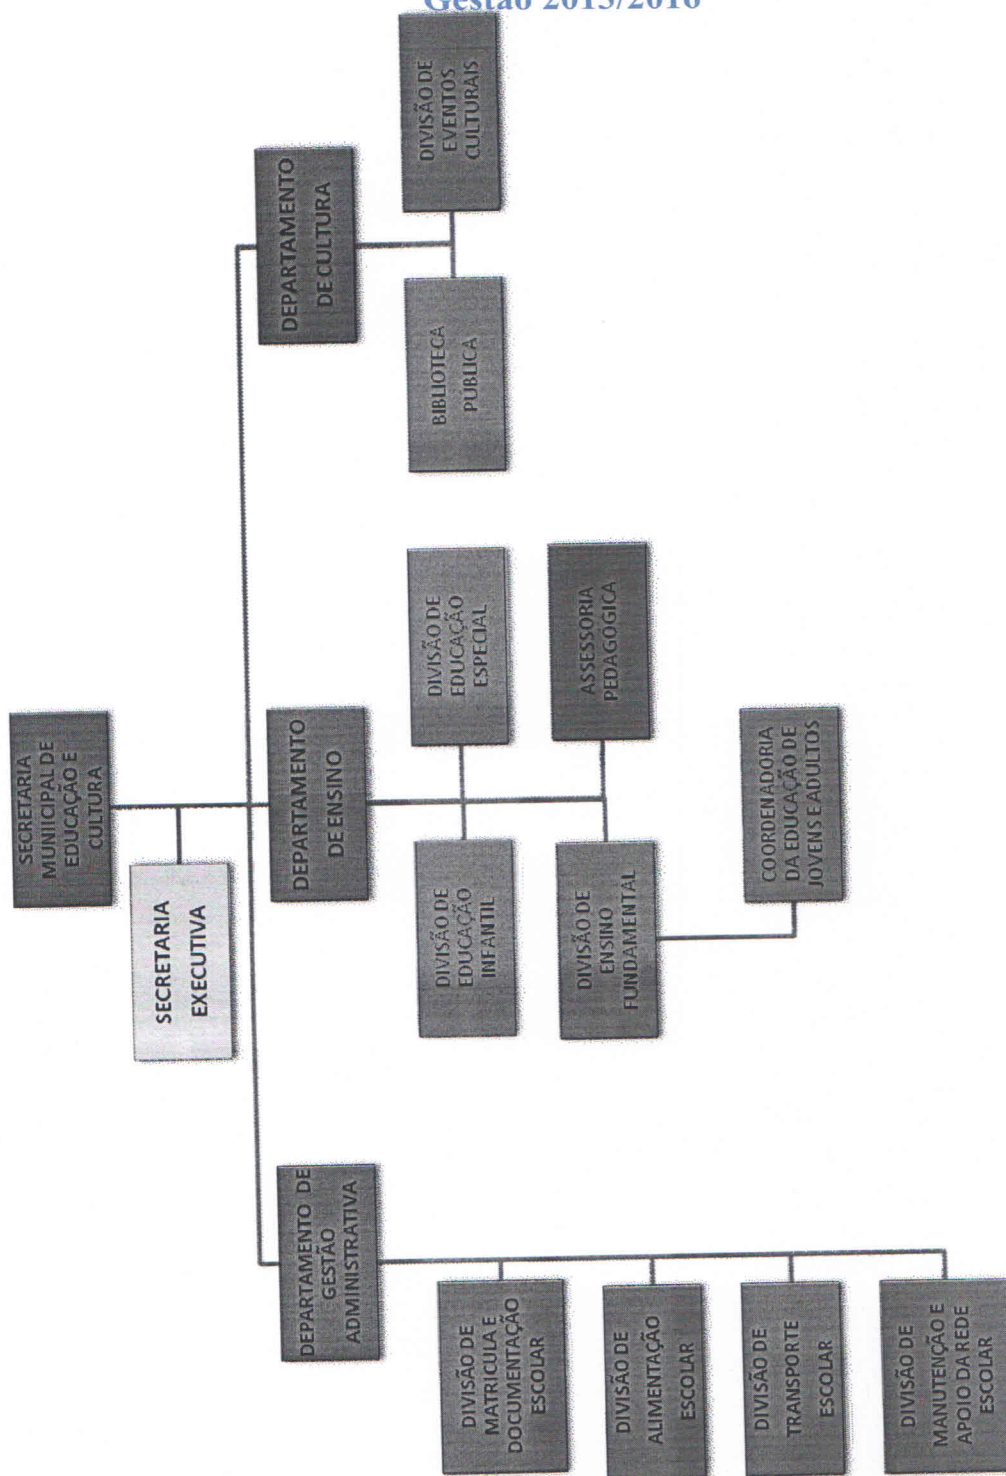 Gestão 2015/2016
SECRETARIA
MUNIICIPAL DE
EDUCAÇÃO E
CULTURA
SECRETARIA
EXECUTIVA
DEPARTAMENTO DE
GESTÃO
ADMINISTRATIVA
DIVISÃO DE
MATRICULA E
DOCUMENTAÇÃO
ESCOLAR
DIVISÃO DE
ALIMENTAÇÃO
ESCOLAR
DIVISÃO DE
TRANSPORTE
ESCOLAR
DIVISÃO DE
MANUTENÇÃO E
APOIO DA REDE
ESCOLAR
DEPARTAMENTO
DE ENSINO
DIVISÃO DE
EDUCAÇÃO
INFANTIL
DIVISÃO DE
EDUCAÇÃO
ESPECIAL
DIVISÃO DE
ENSINO
FUNDAMENTAL
ASSESSORIA
PEDAGÓGICA
COORDENADORIA
DA EDUCAÇÃO DE
JOVENS E ADULTOS
DEPARTAMENTO
DE CULTURA
BIBLIOTECA
PUBLICA
DIVISÃO DE
EVENTOS
CULTURAIS